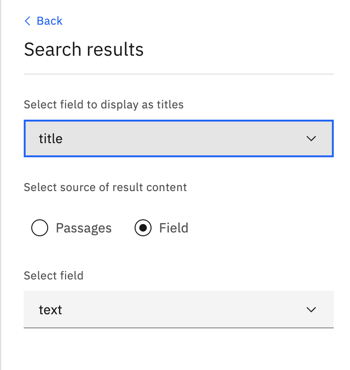 Back
Search results
Select field to display as titles
title
Select source of result content
Passages Field
Select field
text